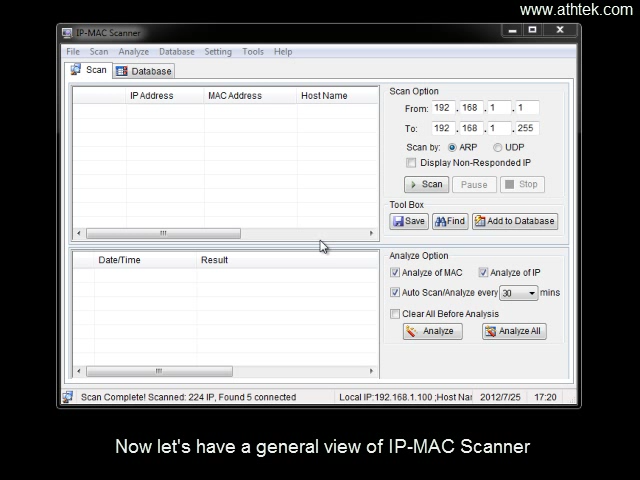 www.athtek.com
IP-MAC Scanner
File Scan Analyze Database Setting Tools Help
Scan Database
IP Address MAC Address Host Name
Scan Option
From: 192 . 168 . 1 . 1
To: 192 . 168 . 1 . 255
Scan by: ARP UDP
Display Non-Responded IP
Scan Pause Stop
Tool Box
Save Find Add to Database
Date/Time Result
Analyze Option
Analyze of MAC Analyze of IP
Auto Scan/Analyze every 30 mins
Clear All Before Analysis
Analyze Analyze All
Scan Complete! Scanned: 224 IP, Found 5 connected Local IP:192.168.1.100 ;Host Nar 2012/7/25 17:20
Now let's have a general view of IP-MAC Scanner